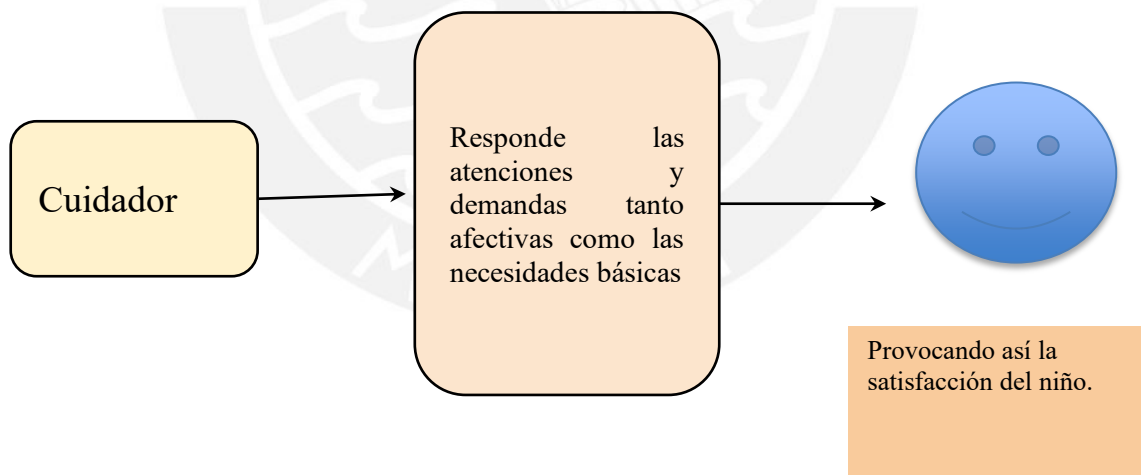 Cuidador
Responde las
atenciones y
demandas tanto
afectivas como las
necesidades básicas
Provocando así la
satisfacción del niño.